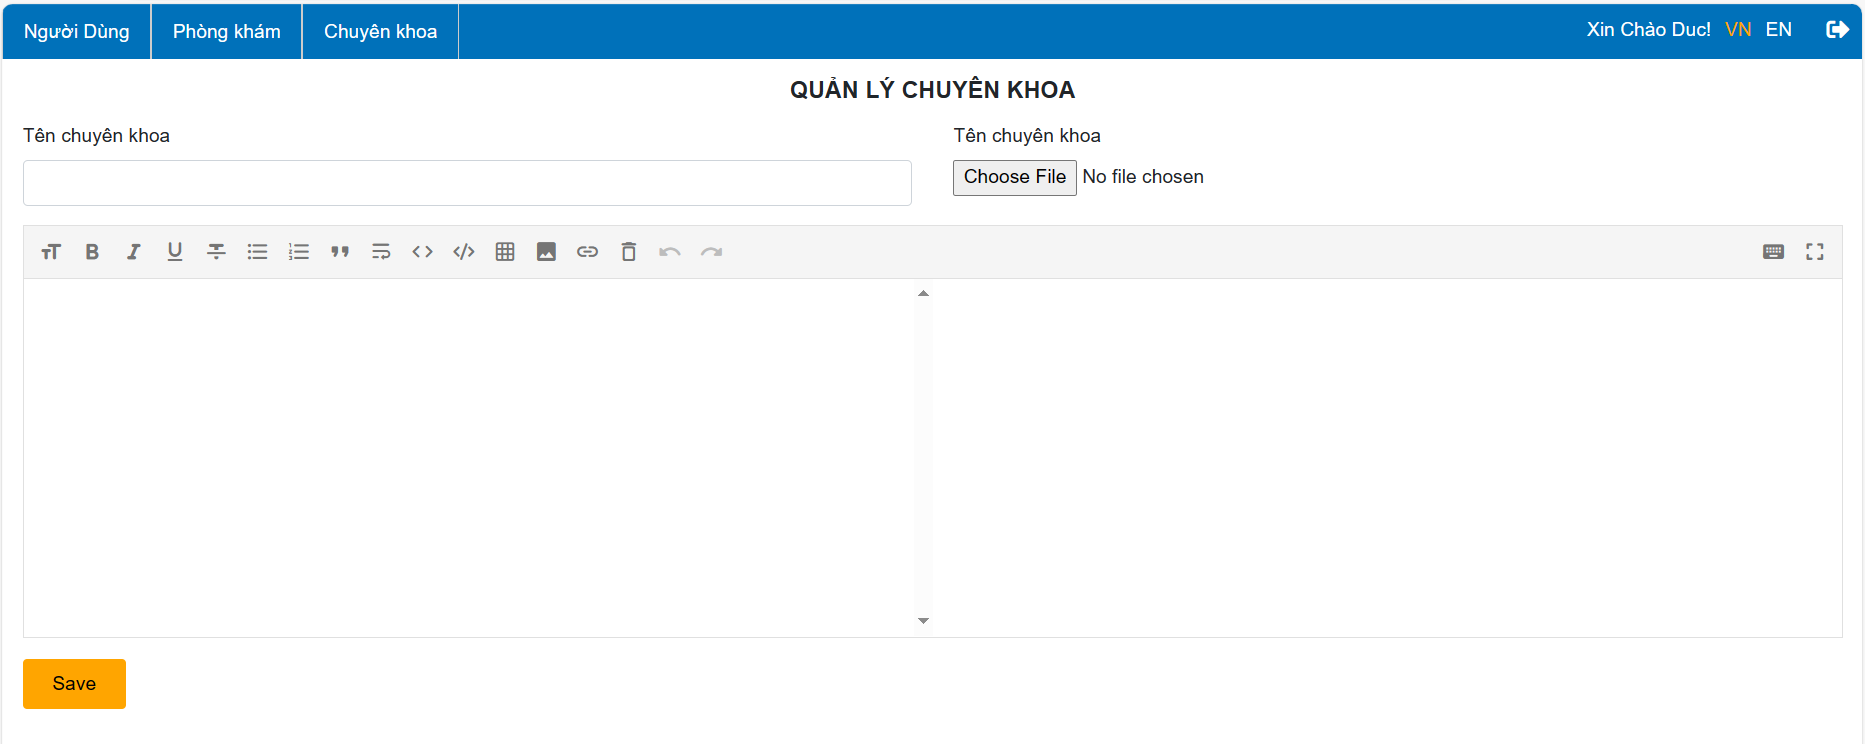 Người Dùng
Phòng khám
Chuyên khoa
Xin Chào Duc!
VN
EN
QUẢN LÝ CHUYÊN KHOA
Tên chuyên khoa
Tên chuyên khoa
Choose File No file chosen
Save